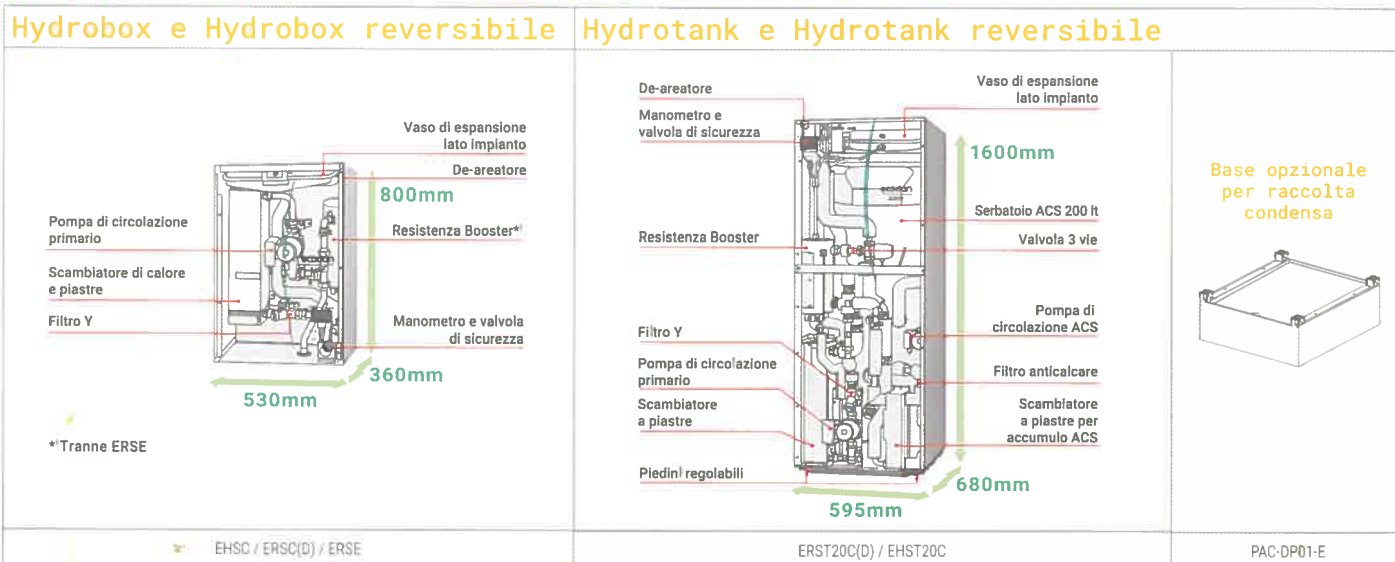 Hydrobox e Hydrobox reversibile
Hydrotank e Hydrotank reversibile
Vaso di espansione
lato impianto
De-areatore
800mm
Pompa di circolazione
primario
Resistenza Booster*
Scambiatore di calore
e piastre
Filtro Y
Manometro e valvola
di sicurezza
360mm
530mm
*Tranne ERSE
EHSC / ERSC(D) / ERSE
De-areatore
Manometro e
valvola di sicurezza
Vaso di espansione
lato impianto
1600mm
Serbatoio ACS 200 lt
Resistenza Booster
Valvola 3 vie
Pompa di
circolazione ACS
Filtro Y
Pompa di circolazione
primario
Filtro anticalcare
Scambiatore
a piastre
Scambiatore
a piastre per
accumulo ACS
Piedini regolabili
680mm
595mm
ERST20C(D) / EHST20C
Base opzionale
per raccolta
condensa
PAC-DP01-E